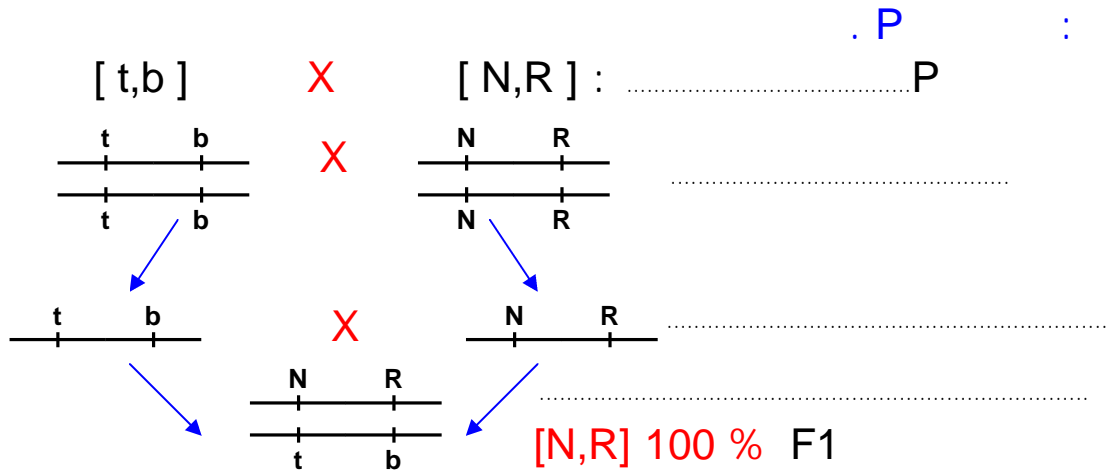 . P :
[ t,b ] X [ N,R ] : ........................................P
t b X N R
................................................
t b N R
t b X N R ...............................................................
N R
...............................................................................
t b [N,R] 100 % F1